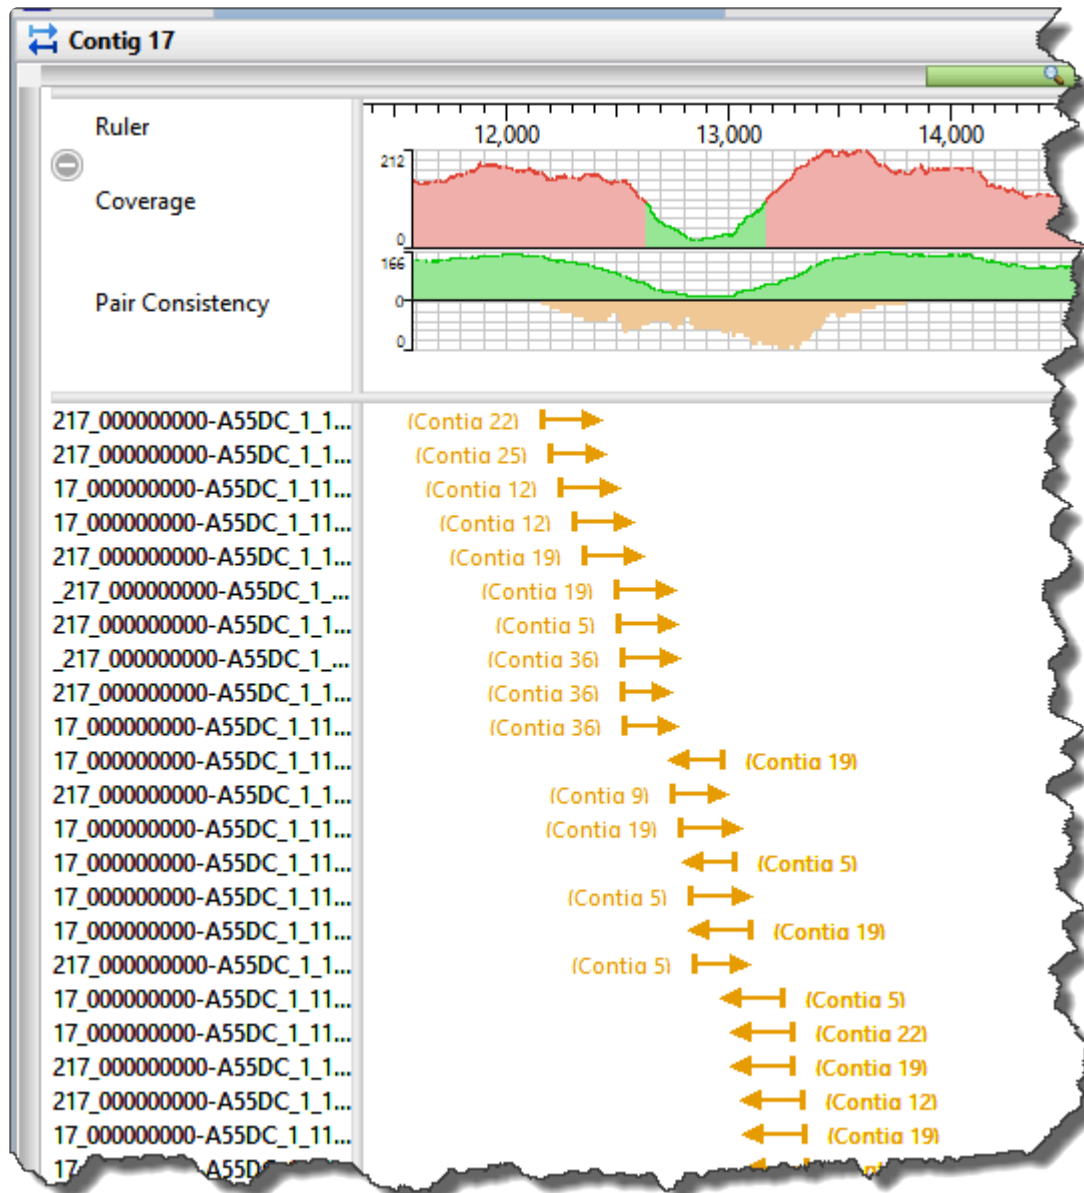 Contig 17
Ruler
12,000 13,000 14,000
212
Coverage
0
166
Pair Consistency
0
0
217_000000000-A55DC_1_1... (Contig 22)
217_000000000-A55DC_1_1... (Contig 25)
17_000000000-A55DC_1_11... (Contig 12)
17_000000000-A55DC_1_11... (Contig 12)
217_000000000-A55DC_1_1... (Contig 19)
_217_000000000-A55DC_1_... (Contig 19)
217_000000000-A55DC_1_1... (Contig 5)
_217_000000000-A55DC_1_... (Contig 36)
217_000000000-A55DC_1_1... (Contig 36)
17_000000000-A55DC_1_11... (Contig 36)
17_000000000-A55DC_1_11... (Contig 19)
217_000000000-A55DC_1_1... (Contig 9)
17_000000000-A55DC_1_11... (Contig 19)
17_000000000-A55DC_1_11... (Contig 5)
17_000000000-A55DC_1_11... (Contig 5)
17_000000000-A55DC_1_11... (Contig 19)
217_000000000-A55DC_1_1... (Contig 5)
17_000000000-A55DC_1_11... (Contig 5)
17_000000000-A55DC_1_11... (Contig 22)
217_000000000-A55DC_1_1... (Contig 19)
217_000000000-A55DC_1_1... (Contig 12)
17_000000000-A55DC_1_11... (Contig 19)